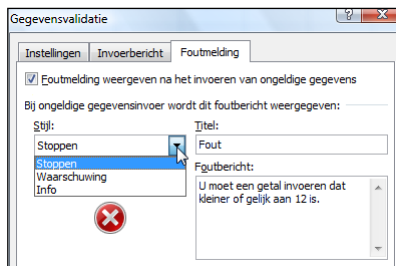 Gegevensvalidatie
Instellingen Invoerbericht Foutmelding
Foutmelding weergeven na het invoeren van ongeldige gegevens
Bij ongeldige gegevensinvoer wordt dit foutbericht weergegeven:
Stijl: Titel:
Stoppen Fout
Stoppen Foutbericht:
Waarschuwing U moet een getal invoeren dat
Info kleiner of gelijk aan 12 is.